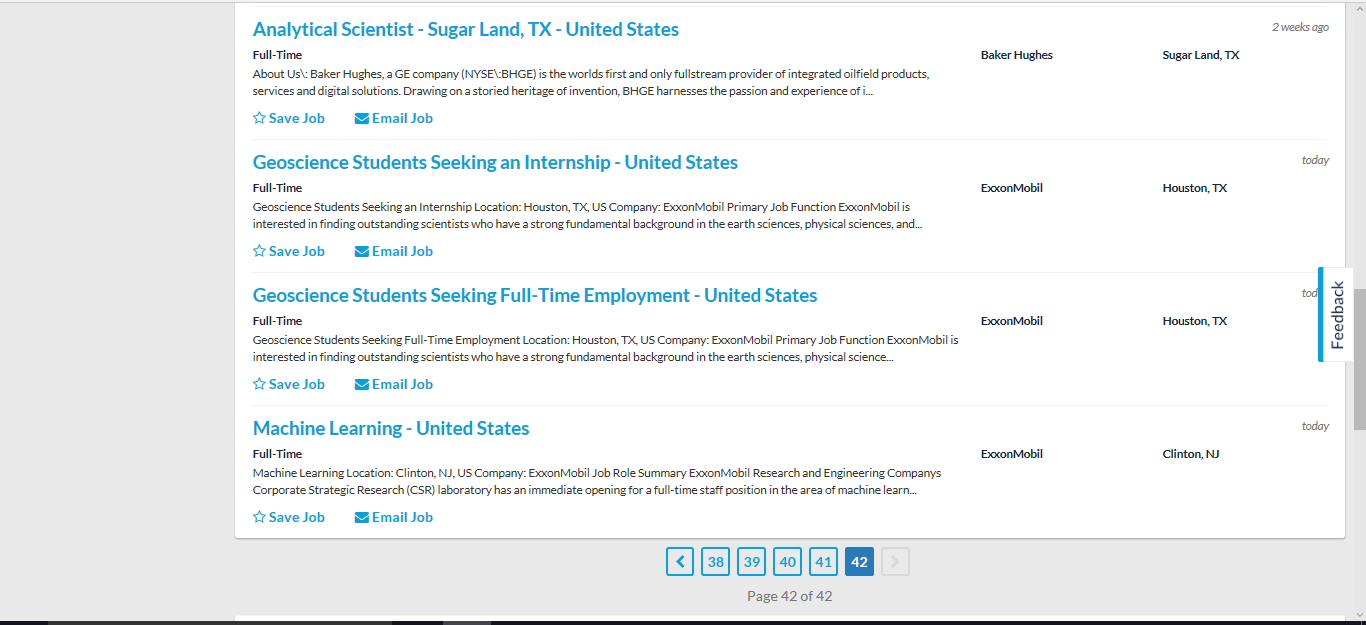 Analytical Scientist - Sugar Land, TX - United States
2 weeks ago
Full-Time
Baker Hughes
Sugar Land, TX
About Us\: Baker Hughes, a GE company (NYSE\:BHGE) is the worlds first and only fullstream provider of integrated oilfield products,
services and digital solutions. Drawing on a storied heritage of invention, BHGE harnesses the passion and experience of i...
Save Job
Email Job
Geoscience Students Seeking an Internship - United States
today
Full-Time
ExxonMobil
Houston, TX
Geoscience Students Seeking an Internship Location: Houston, TX, US Company: ExxonMobil Primary Job Function ExxonMobil is
interested in finding outstanding scientists who have a strong fundamental background in the earth sciences, physical sciences, and...
Save Job
Email Job
Geoscience Students Seeking Full-Time Employment - United States
tod
Full-Time
ExxonMobil
Houston, TX
Geoscience Students Seeking Full-Time Employment Location: Houston, TX, US Company: ExxonMobil Primary Job Function ExxonMobil is
interested in finding outstanding scientists who have a strong fundamental background in the earth sciences, physical science...
Save Job
Email Job
Feedback
Machine Learning - United States
today
Full-Time
ExxonMobil
Clinton, NJ
Machine Learning Location: Clinton, NJ, US Company: ExxonMobil Job Role Summary ExxonMobil Research and Engineering Companys
Corporate Strategic Research (CSR) laboratory has an immediate opening for a full-time staff position in the area of machine learn...
Save Job
Email Job
38 39 40 41 42
Page 42 of 42